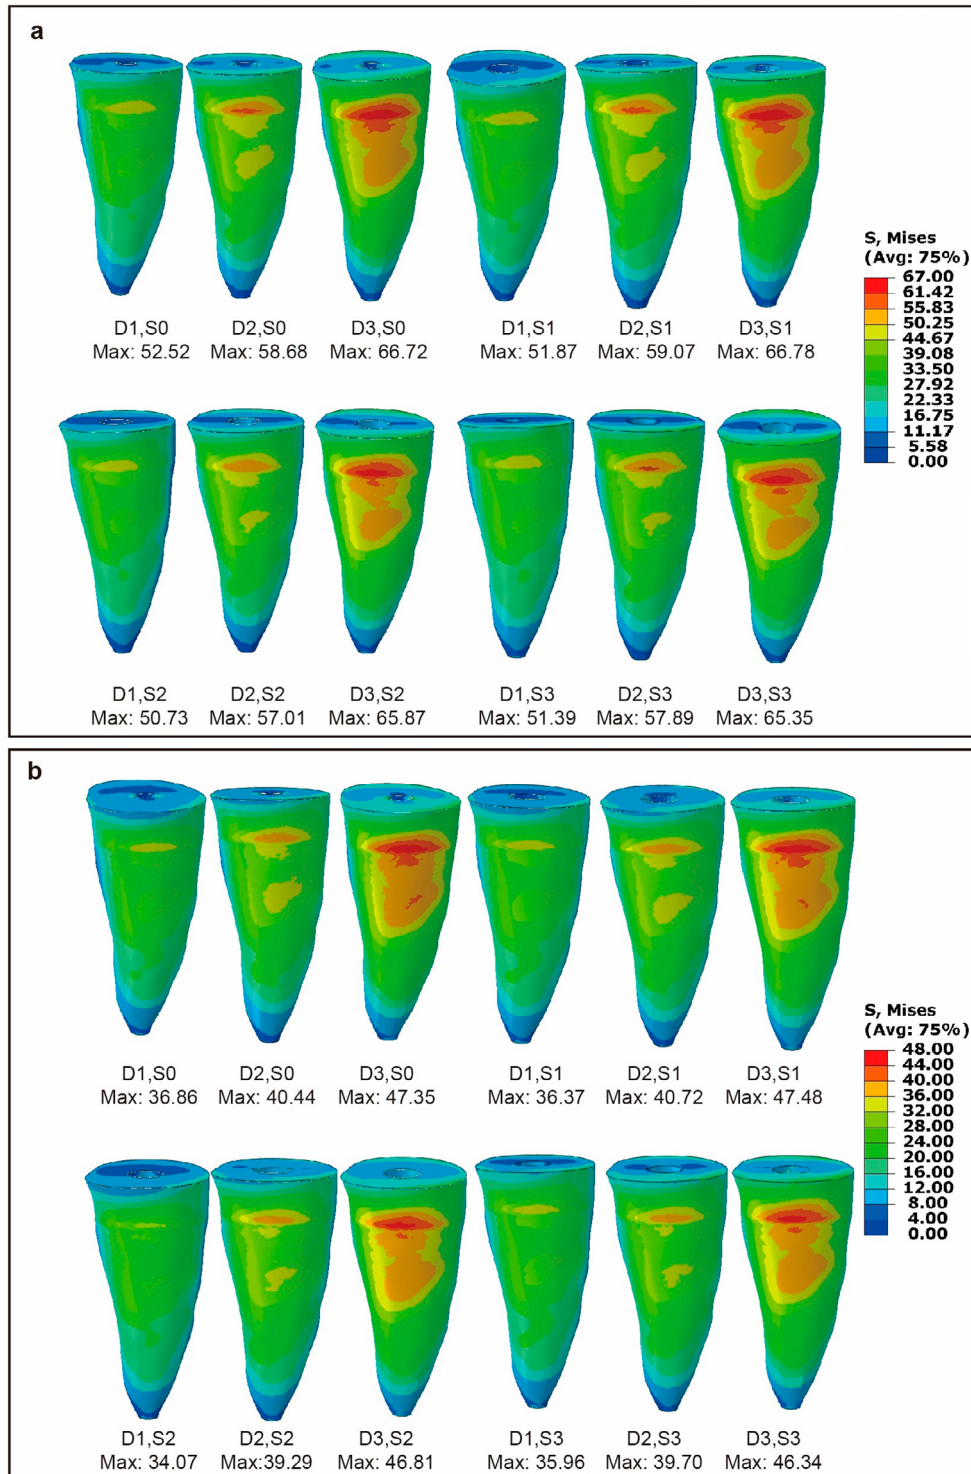 a
D1,S0 D2,S0 D3,S0 D1,S1 D2,S1 D3,S1
Max: 52.52 Max: 58.68 Max: 66.72 Max: 51.87 Max: 59.07 Max: 66.78
S, Mises
(Avg: 75%)
67.00
61.42
55.83
50.25
44.67
39.08
33.50
27.92
22.33
16.75
11.17
5.58
0.00
D1,S2 D2,S2 D3,S2 D1,S3 D2,S3 D3,S3
Max: 50.73 Max: 57.01 Max: 65.87 Max: 51.39 Max: 57.89 Max: 65.35
b
D1,S0 D2,S0 D3,S0 D1,S1 D2,S1 D3,S1
Max: 36.86 Max: 40.44 Max: 47.35 Max: 36.37 Max: 40.72 Max: 47.48
S, Mises
(Avg: 75%)
48.00
44.00
40.00
36.00
32.00
28.00
24.00
20.00
16.00
12.00
8.00
4.00
0.00
D1,S2 D2,S2 D3,S2 D1,S3 D2,S3 D3,S3
Max: 34.07 Max:39.29 Max: 46.81 Max: 35.96 Max: 39.70 Max: 46.34